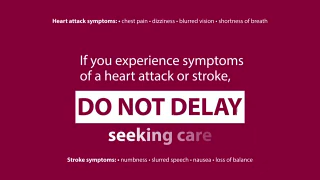 Heart attack symptoms: • chest pain • dizziness • blurred vision • shortness of breath
If you experience symptoms
of a heart attack or stroke,
DO NOT DELAY
seeking care
Stroke symptoms: • numbness • slurred speech • nausea • loss of balance